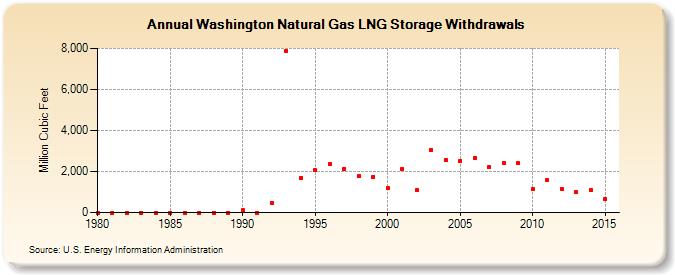 Annual Washington Natural Gas LNG Storage Withdrawals
Million Cubic Feet
8,000
6,000
4,000
2,000
0
1980 1985 1990 1995 2000 2005 2010 2015
Source: U.S. Energy Information Administration